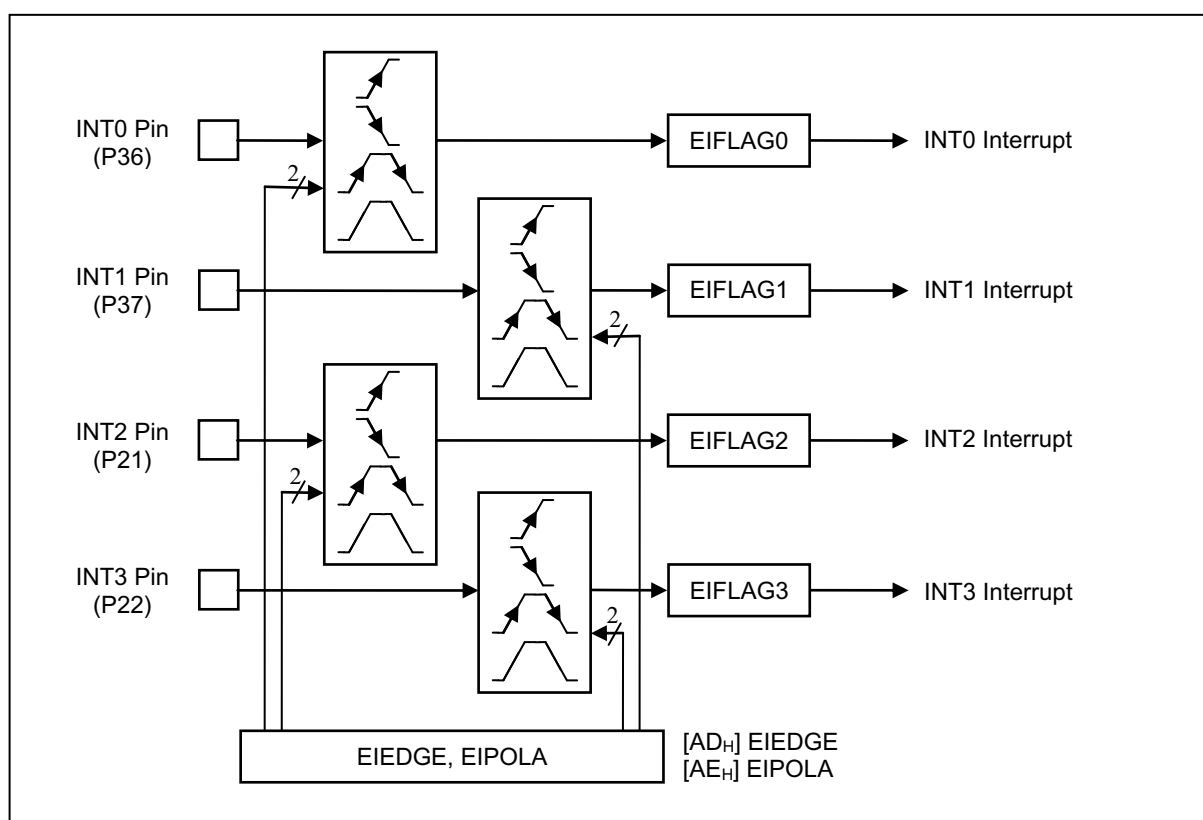 INT0 Pin
(P36)
2
EIFLAG0
INT0 Interrupt
INT1 Pin
(P37)
2
EIFLAG1
INT1 Interrupt
INT2 Pin
(P21)
2
EIFLAG2
INT2 Interrupt
INT3 Pin
(P22)
2
EIFLAG3
INT3 Interrupt
EIEDGE, EIPOLA
[ADH] EIEDGE
[AEH] EIPOLA